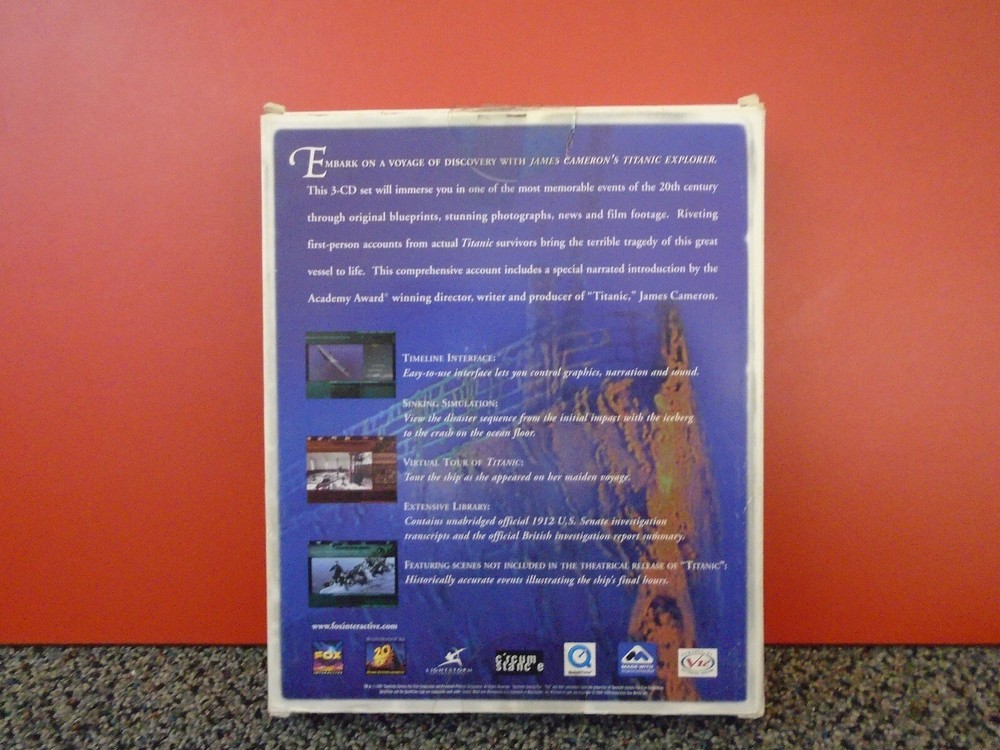 EMBARK ON A VOYAGE OF DISCOVERY WITH JAMES CAMERON'S TITANIC EXPLORER.
This 3-CD set will immerse you in one of the most memorable events of the 20th century
through original blueprints, stunning photographs, news and film footage. Riveting
first-person accounts from actual Titanic survivors bring the terrible tragedy of this great
vessel to life. This comprehensive account includes a special narrated introduction by the
Academy Award® winning director, writer and producer of "Titanic," James Cameron.
TIMELINE INTERFACE:
Easy-to-use interface lets you control graphics, narration and sound.
SINKING SIMULATION:
View the disaster sequence from the initial impact with the iceberg
to the crash on the ocean floor.
VIRTUAL TOUR OF TITANIC:
Tour the ship as she appeared on her maiden voyage.
EXTENSIVE LIBRARY:
Contains unabridged official 1912 U.S. Senate investigation
transcripts and the official British investigation report summary.
FEATURING SCENES NOT INCLUDED IN THE THEATRICAL RELEASE OF "TITANIC":
Historically accurate events illustrating the ship's final hours.
www.foxinteractive.com
FOX
INTERACTIVE
20
LIGHTSTORM
circum
stance
QuickTime
MADE WITH